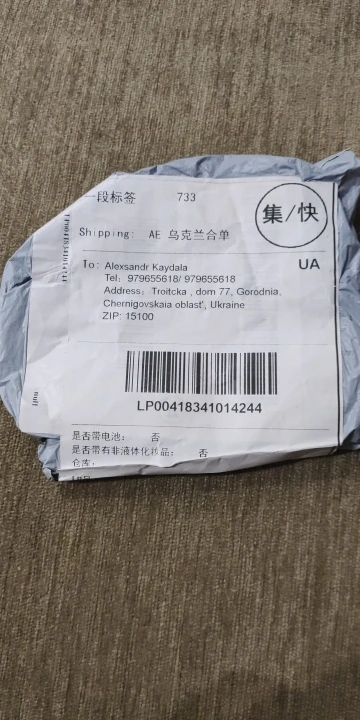 一段标签 733
集/快
Shipping: AE 乌克兰合单
UA
To: Alexsandr Kaydala
Tel: 979655618/ 979655618
Address: Troitcka , dom 77, Gorodnia,
Chernigovskaia oblast', Ukraine
ZIP: 15100
LP00418341014244
null
是否带电池: 否
是否带有非液体化妆品: 否
仓库: